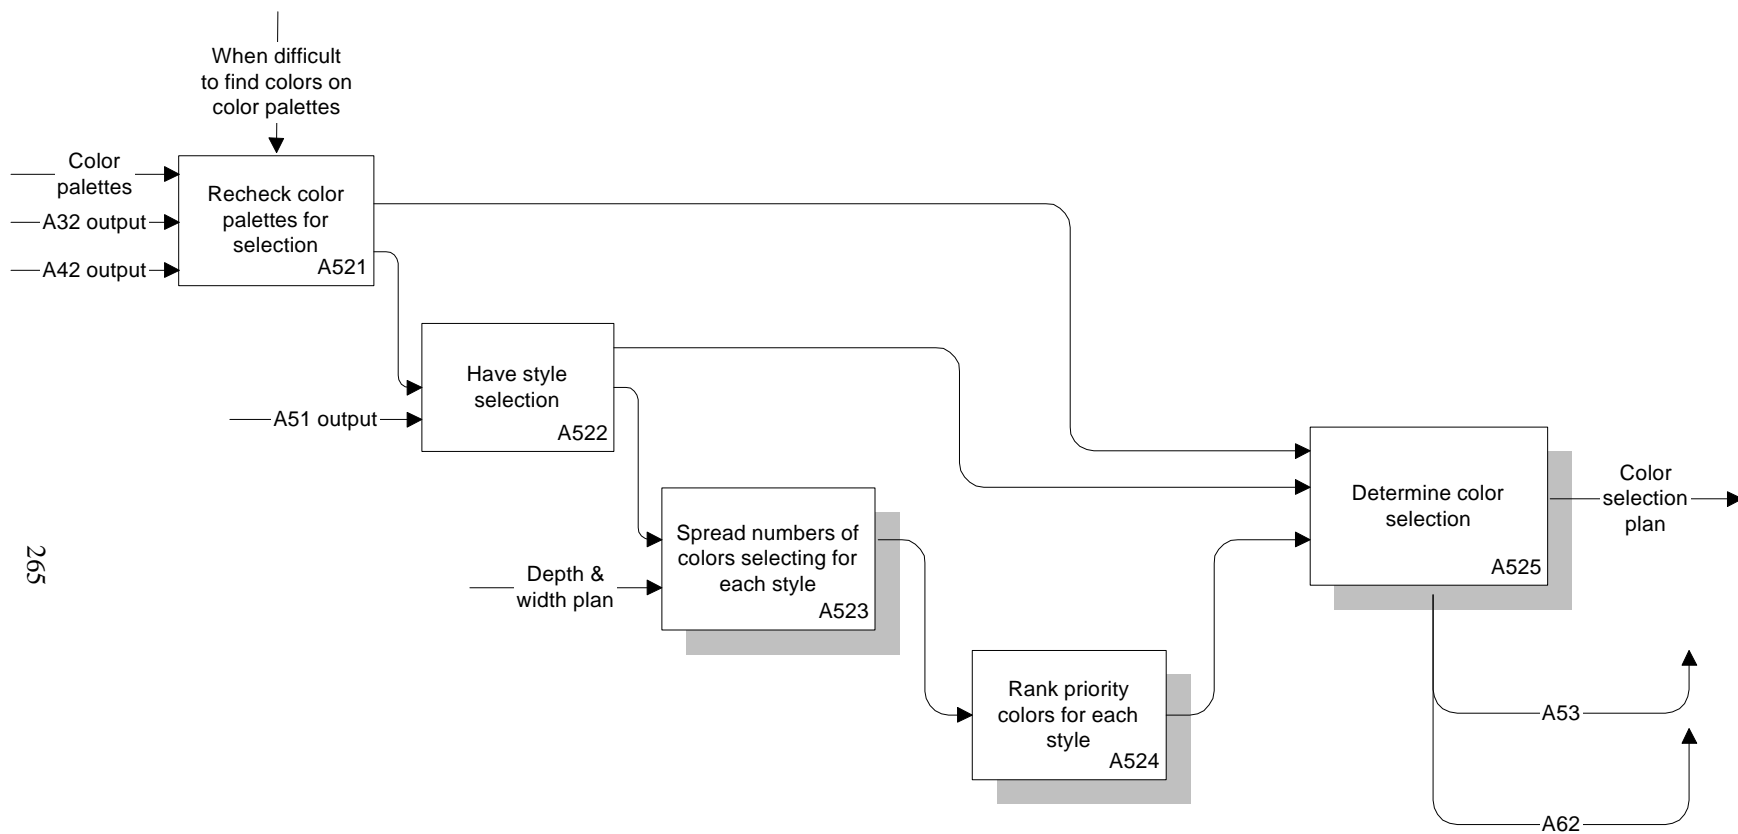 When difficult
to find colors on
color palettes
Color
palettes
A32 output
A42 output
Recheck color
palettes for
selection
A521
Have style
selection
A522
A51 output
Spread numbers of
colors selecting for
each style
A523
Depth &
width plan
Rank priority
colors for each
style
A524
Determine color
selection
A525
Color
selection
plan
A53
A62
265